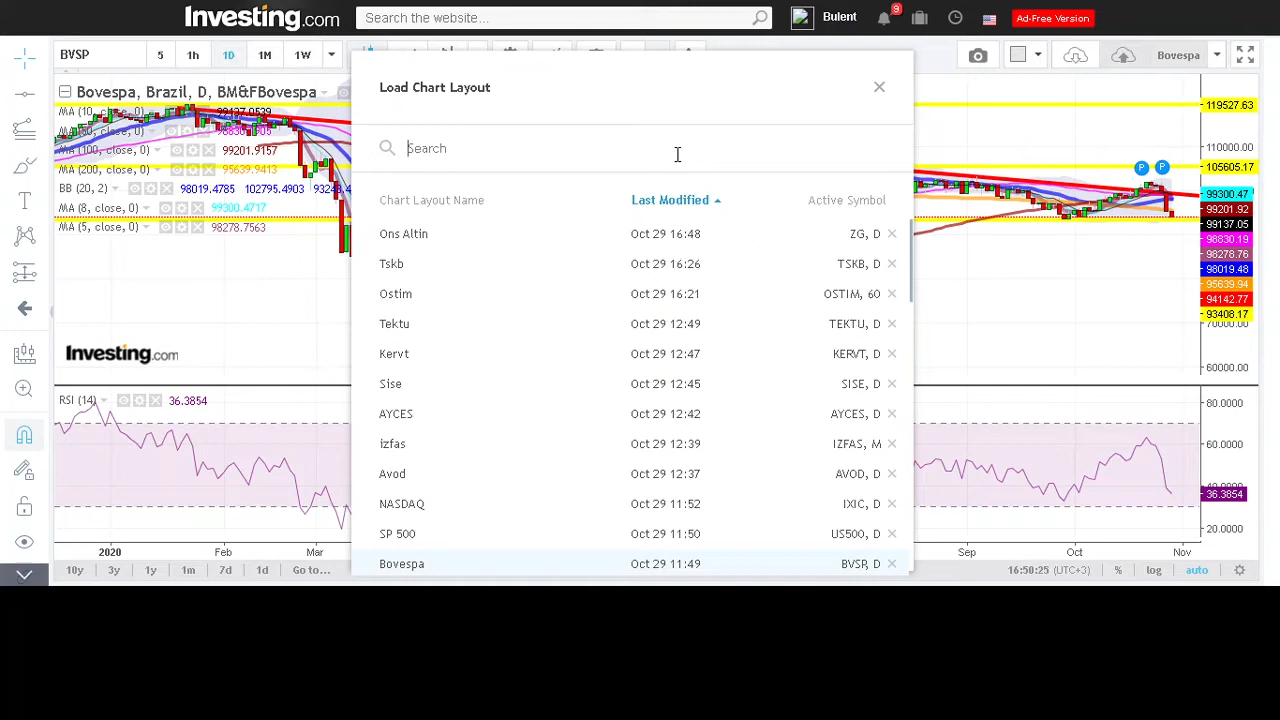 Investing.com Search the website... Bulent 9 Ad-Free Version
BVSP 5 1h 1D 1M 1W Bovespa
Load Chart Layout
Search
Chart Layout Name Last Modified Active Symbol
Ons Altin Oct 29 16:48 ZG, D
Tskb Oct 29 16:26 TSKB, D
Ostim Oct 29 16:21 OSTIM, 60
Tektu Oct 29 12:49 TEKTU, D
Kervt Oct 29 12:47 KERVT, D
Sise Oct 29 12:45 SISE, D
AYCES Oct 29 12:42 AYCES, D
izfas Oct 29 12:39 IZFAS, M
Avod Oct 29 12:37 AVOD, D
NASDAQ Oct 29 11:52 IXIC, D
SP 500 Oct 29 11:50 US500, D
Bovespa Oct 29 11:49 BVSP, D
Bovespa, Brazil, D, BM&FBovespa
MA (10, close, 0) 99137.0539
close, 0)
MA (100, close, 0) 99201.9157
MA (200, close, 0) 95639.9413
BB (20, 2) 98019.4785 102795.4903
MA (8, close, 0) 99300.4717
MA (5, close, 0) 98278.7563
Investing.com
RSI (14) 36.3854
119527.63
110000.00
105605.17
P P
99300.47
99201.92
99137.05
98830.19
98278.76
98019.48
95639.94
94142.77
93408.17
70000.00
60000.00
80.0000
60.0000
36.3854
20.0000
2020 Feb Mar Sep Oct Nov
10y 3y 1y 1m 7d 1d Go to... 16:50:25 (UTC+3) % log auto